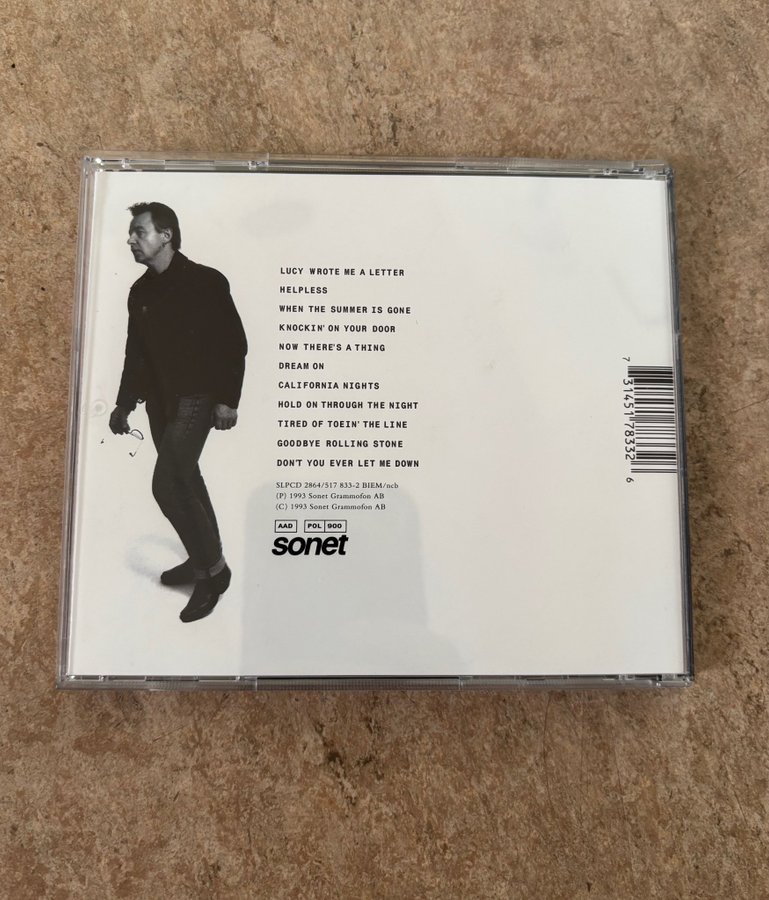 LUCY WROTE ME A LETTER
HELPLESS
WHEN THE SUMMER IS GONE
KNOCKIN' ON YOUR DOOR
NOW THERE'S A THING
DREAM ON
CALIFORNIA NIGHTS
HOLD ON THROUGH THE NIGHT
TIRED OF TOEIN' THE LINE
GOODBYE ROLLING STONE
DON'T YOU EVER LET ME DOWN
SLPCD 2864/517 833-2 BIEM/ncb
(P) 1993 Sonet Grammofon AB
(C) 1993 Sonet Grammofon AB
AAD POL 900
sonet
7 31451 78332 6